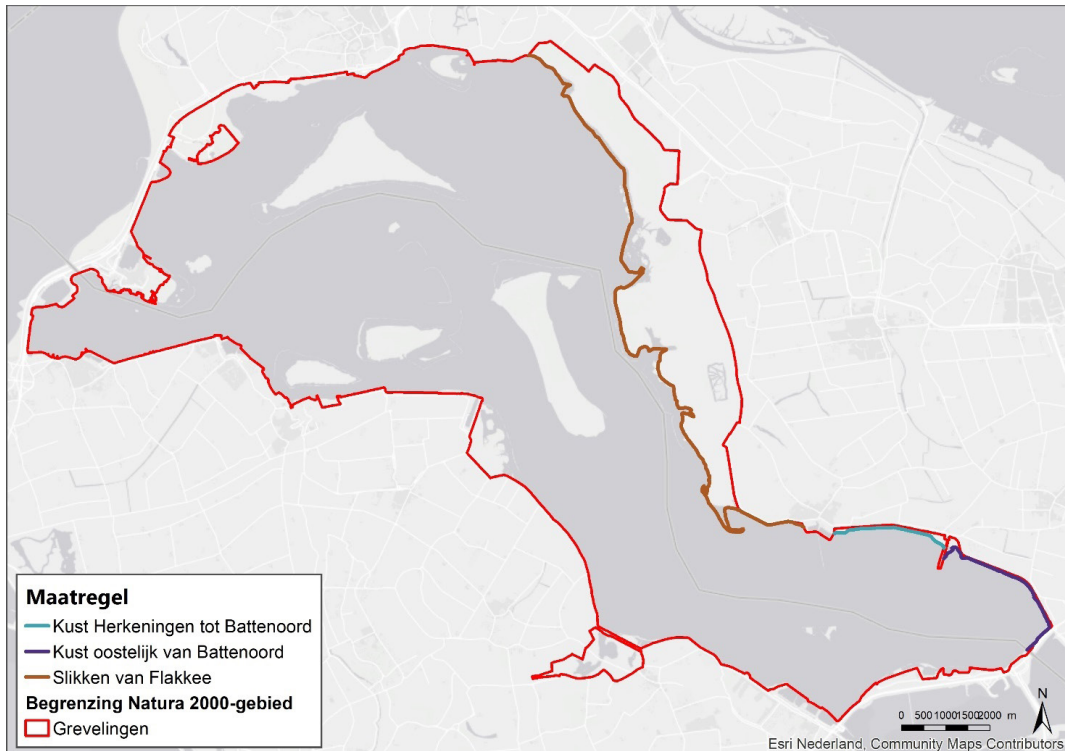 Maatregel
Kust Herkeningen tot Battenoord
Kust oostelijk van Battenoord
Slikken van Flakkee
Begrenzing Natura 2000-gebied
Grevelingen
N
0 500 1000 1500 2000 m
Esri Nederland, Community Maps Contributors